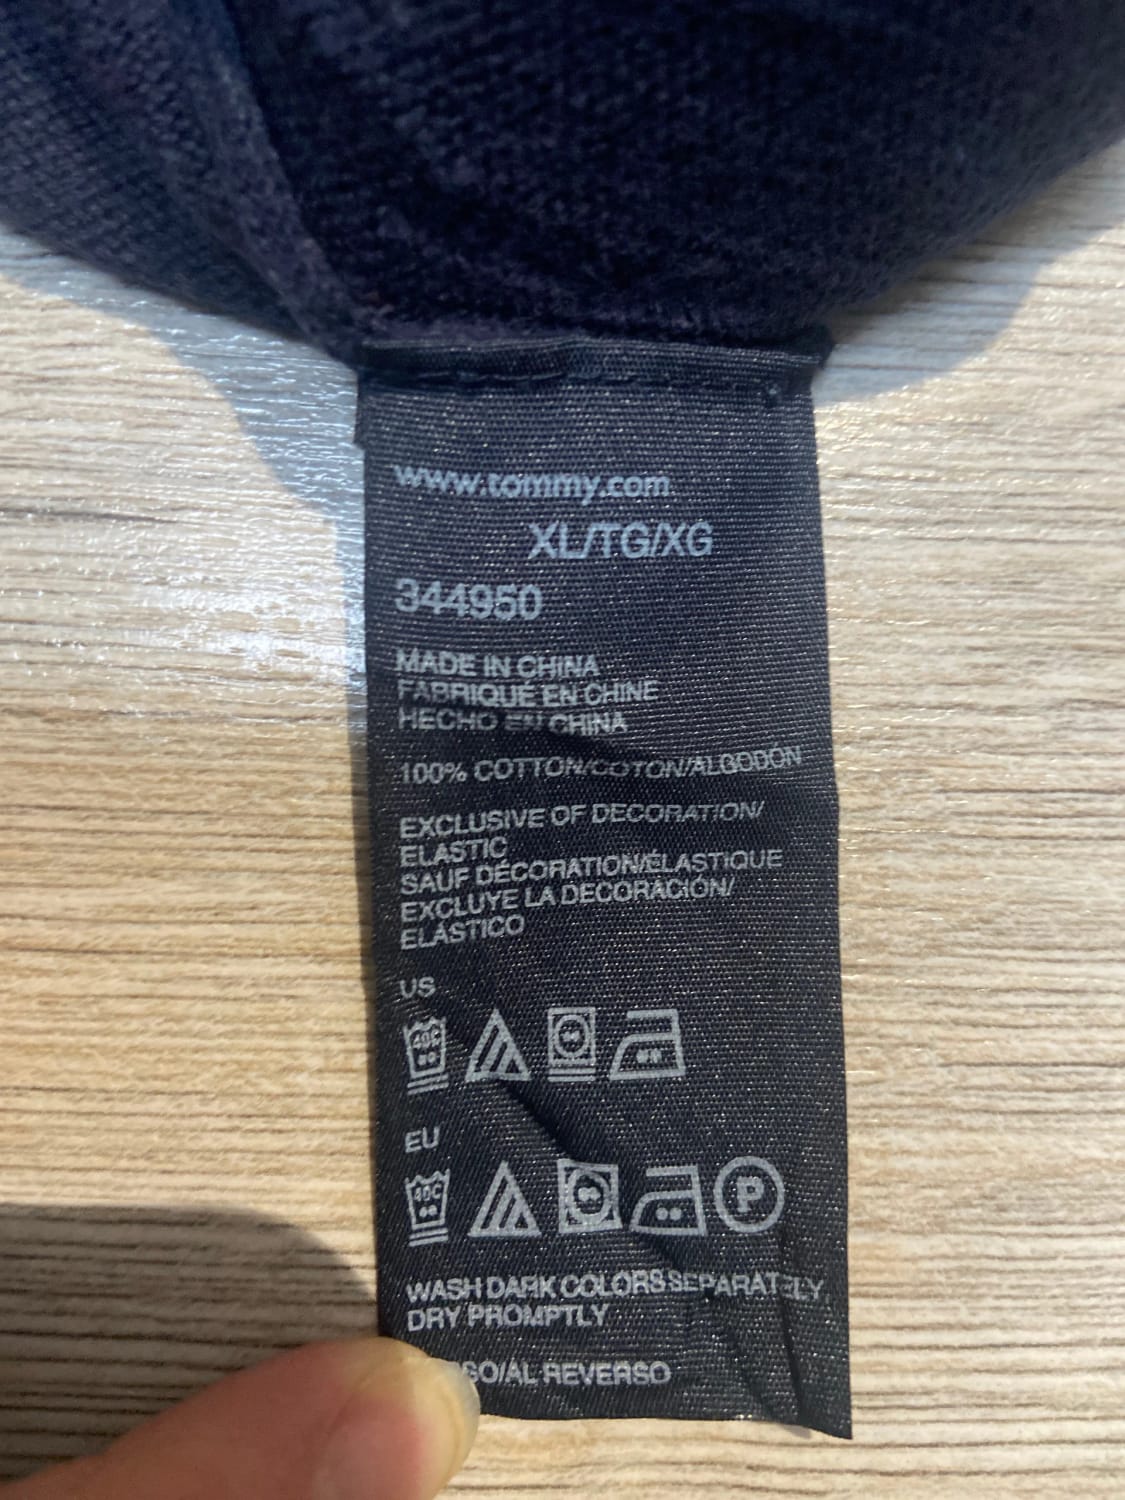 www.tommy.com
XL/TG/XG
344950
MADE IN CHINA
FABRIQUÉ EN CHINE
HECHO EN CHINA
100% COTTON/COTON/ALGODÓN
EXCLUSIVE OF DECORATION/
ELASTIC
SAUF DÉCORATION/ÉLASTIQUE
EXCLUYE LA DECORACIÓN/
ELÁSTICO
US
40C
EU
40C P
WASH DARK COLORS SEPARATELY,
DRY PROMPTLY
/AL REVERSO